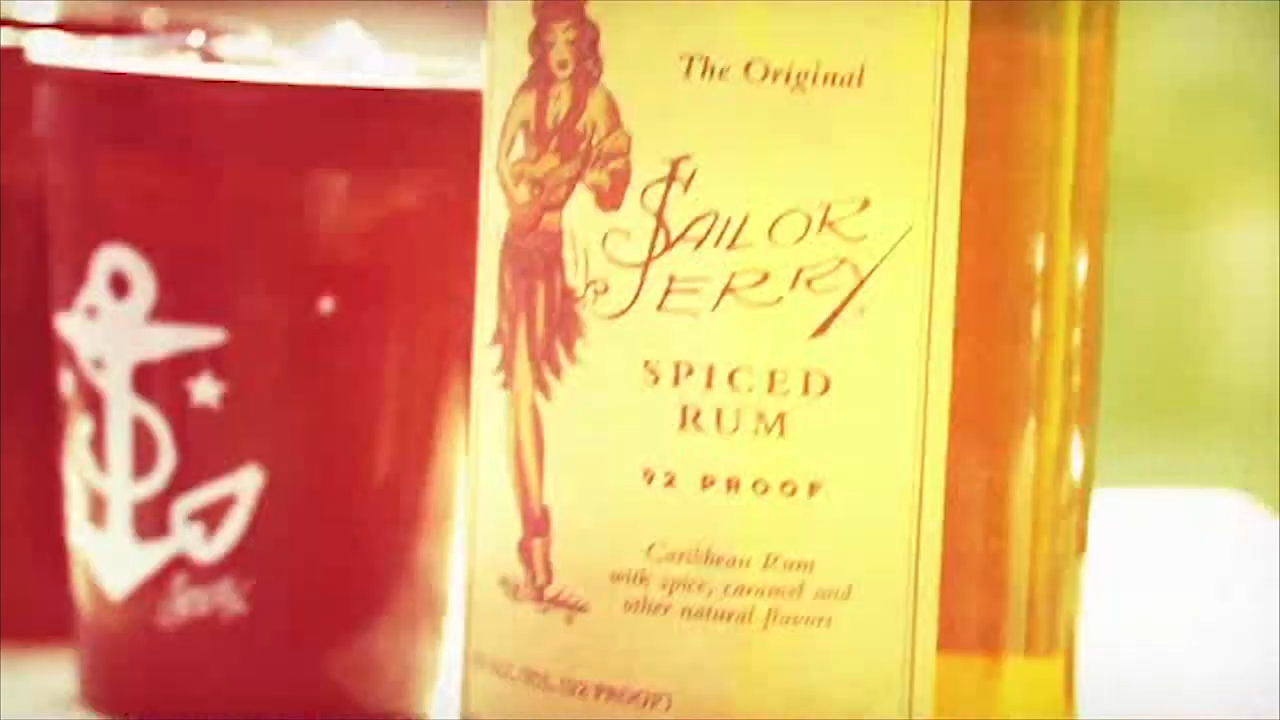 The Original
SAILOR
JERRY
SPICED
RUM
92 PROOF
Caribbean Rum
with spice, caramel and
other natural flavors